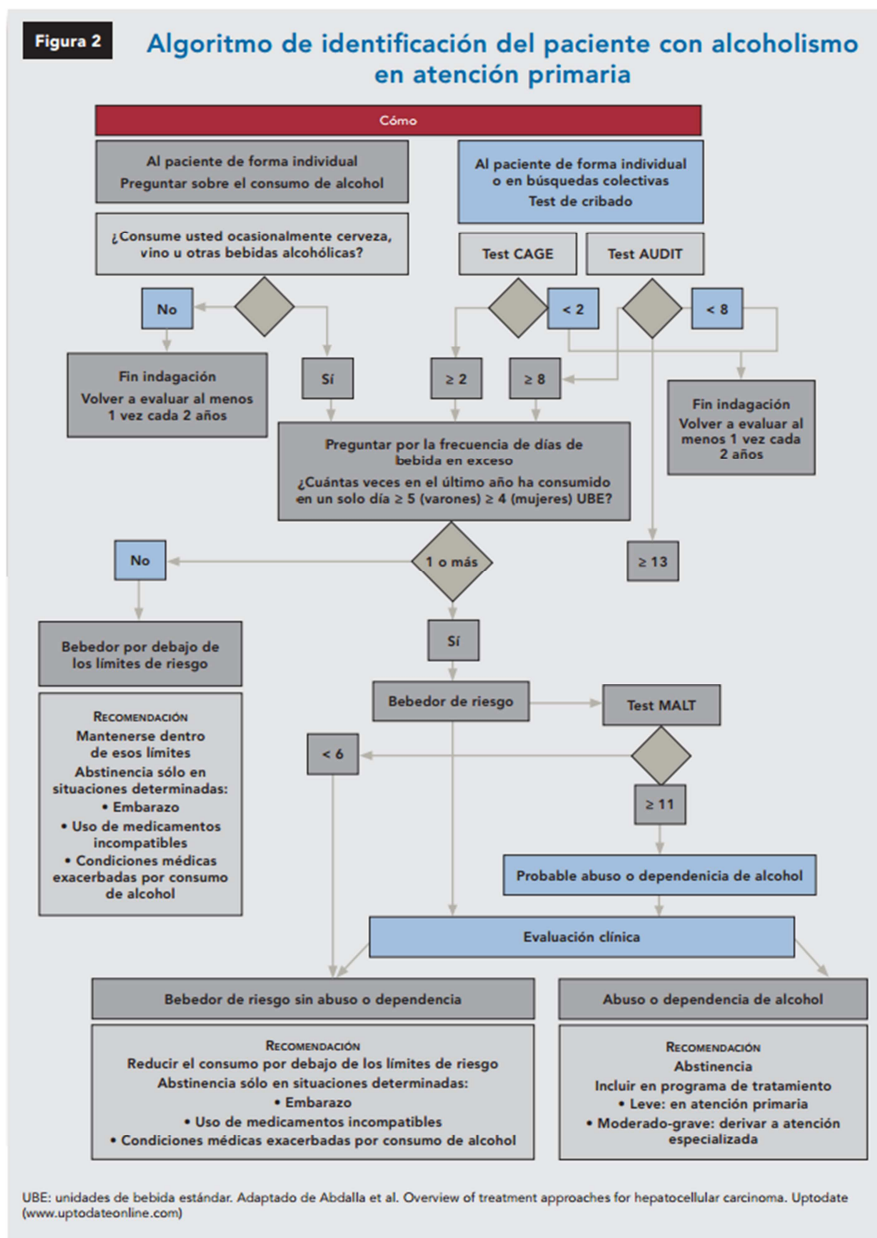 Figura 2
Algoritmo de identificación del paciente con alcoholismo
en atención primaria
Cómo
Al paciente de forma individual
Preguntar sobre el consumo de alcohol
Al paciente de forma individual
o en búsquedas colectivas
Test de cribado
¿Consume usted ocasionalmente cerveza,
vino u otras bebidas alcohólicas?
Test CAGE
Test AUDIT
No
< 2
< 8
Fin indagación
Volver a evaluar al menos
1 vez cada 2 años
Sí
≥ 2
≥ 8
Fin indagación
Volver a evaluar al
menos 1 vez cada
2 años
Preguntar por la frecuencia de días de
bebida en exceso
¿Cuántas veces en el último año ha consumido
en un solo día ≥ 5 (varones) ≥ 4 (mujeres) UBE?
No
1 o más
≥ 13
Sí
Bebedor por debajo de
los límites de riesgo
Recomendación
Mantenerse dentro
de esos límites
Abstinencia sólo en
situaciones determinadas:
• Embarazo
• Uso de medicamentos
incompatibles
• Condiciones médicas
exacerbadas por consumo
de alcohol
Bebedor de riesgo
Test MALT
< 6
≥ 11
Probable abuso o dependenicia de alcohol
Evaluación clínica
Bebedor de riesgo sin abuso o dependencia
Recomendación
Reducir el consumo por debajo de los límites de riesgo
Abstinencia sólo en situaciones determinadas:
• Embarazo
• Uso de medicamentos incompatibles
• Condiciones médicas exacerbadas por consumo de alcohol
Abuso o dependencia de alcohol
Recomendación
Abstinencia
Incluir en programa de tratamiento
• Leve: en atención primaria
• Moderado-grave: derivar a atención
especializada
UBE: unidades de bebida estándar. Adaptado de Abdalla et al. Overview of treatment approaches for hepatocellular carcinoma. Uptodate
(www.uptodateonline.com)